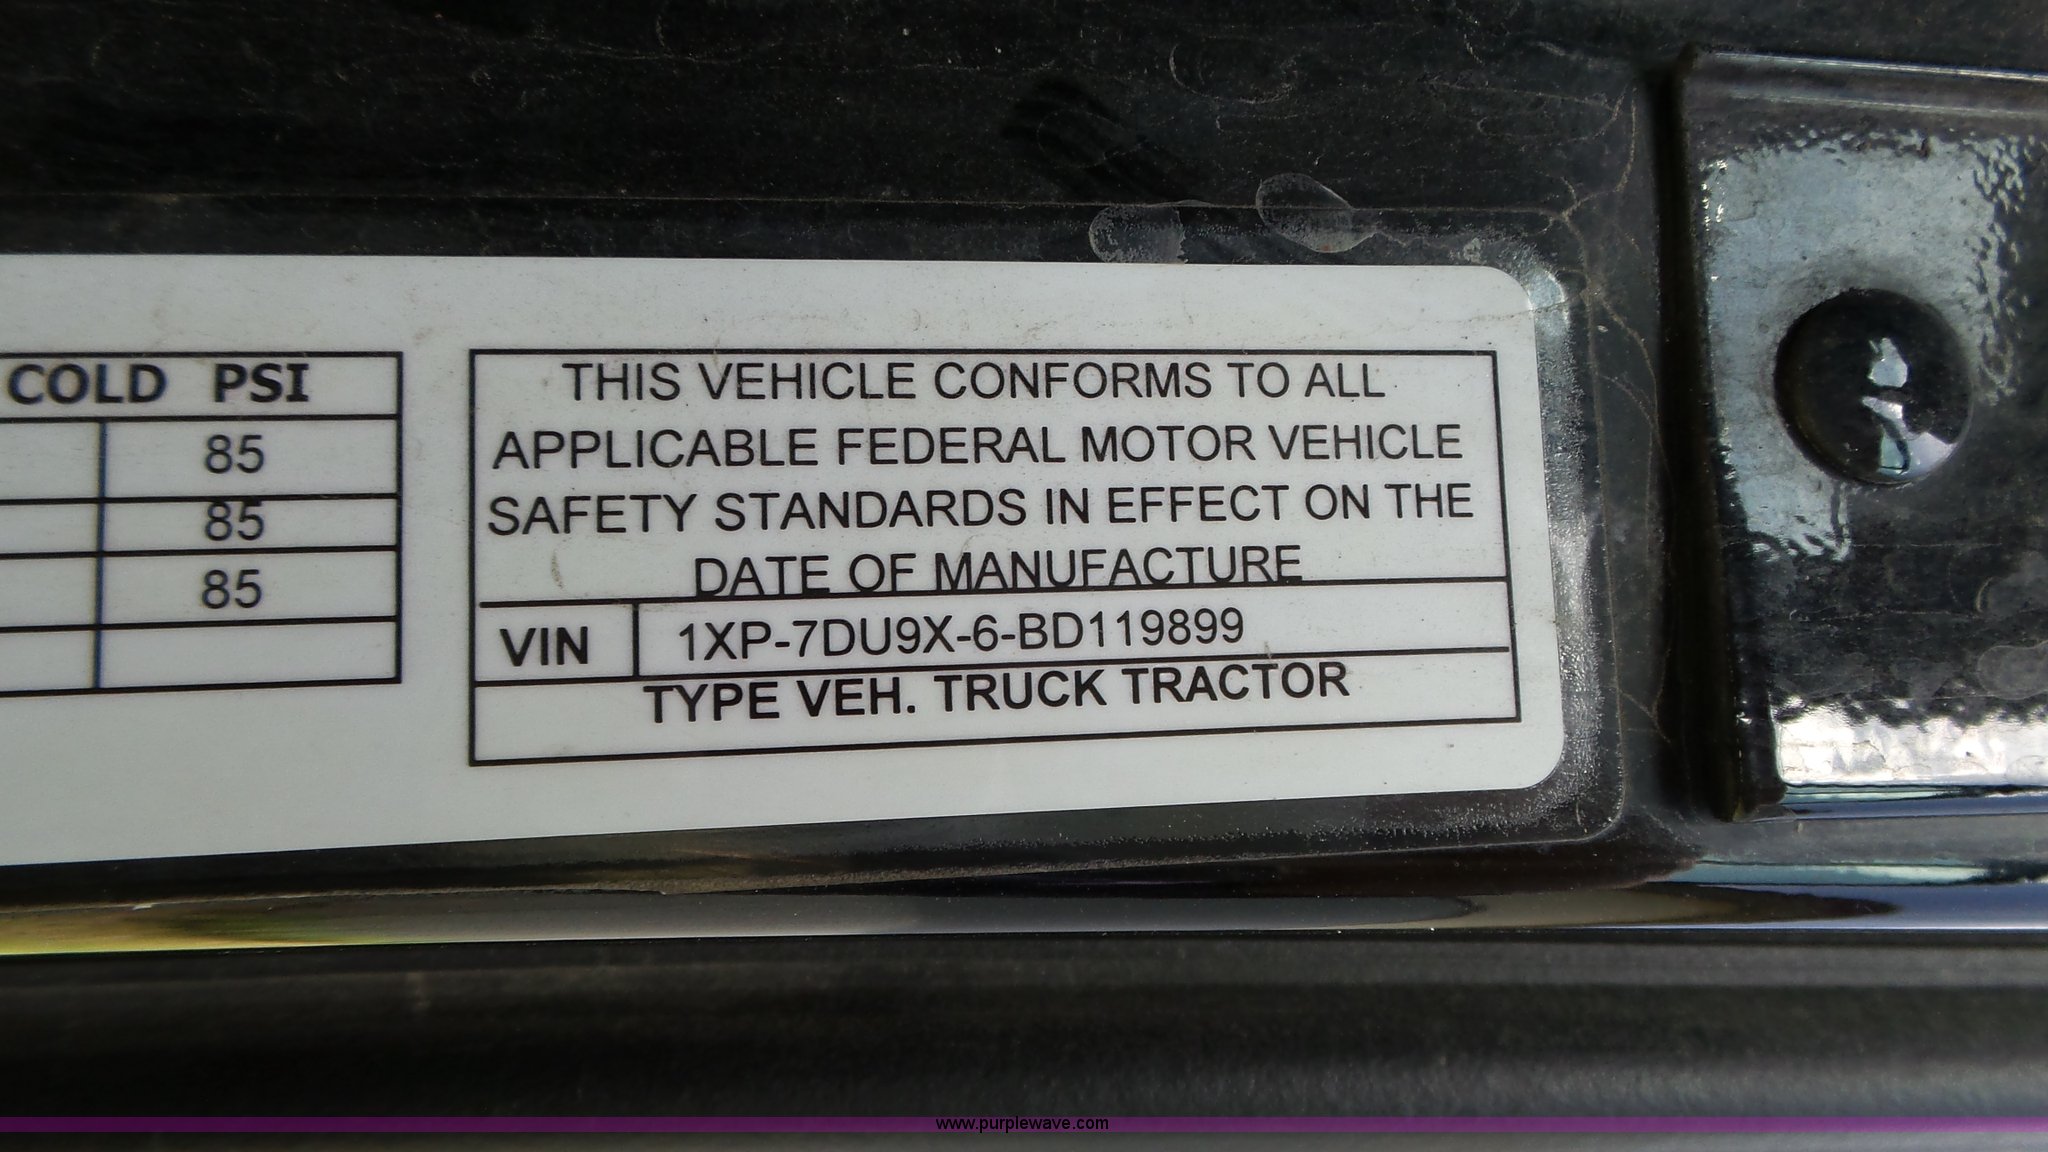 COLD PSI
85
85
85
THIS VEHICLE CONFORMS TO ALL
APPLICABLE FEDERAL MOTOR VEHICLE
SAFETY STANDARDS IN EFFECT ON THE
DATE OF MANUFACTURE
VIN 1XP-7DU9X-6-BD119899
TYPE VEH. TRUCK TRACTOR
www.purplewave.com